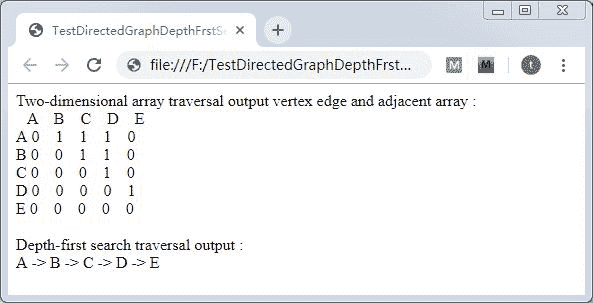 TestDirectedGraphDepthFrstSe
file:///F:/TestDirectedGraphDepthFrst...
M M
Two-dimensional array traversal output vertex edge and adjacent array :
A B C D E
A 0 1 1 1 0
B 0 0 1 1 0
C 0 0 0 1 0
D 0 0 0 0 1
E 0 0 0 0 0
Depth-first search traversal output :
A -> B -> C -> D -> E